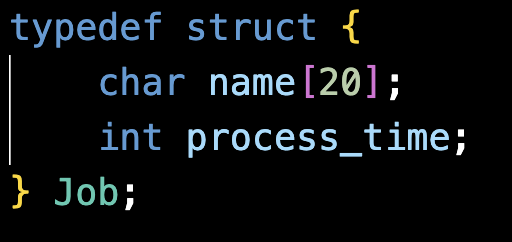 typedef struct {
    char name[20];
    int process_time;
} Job;